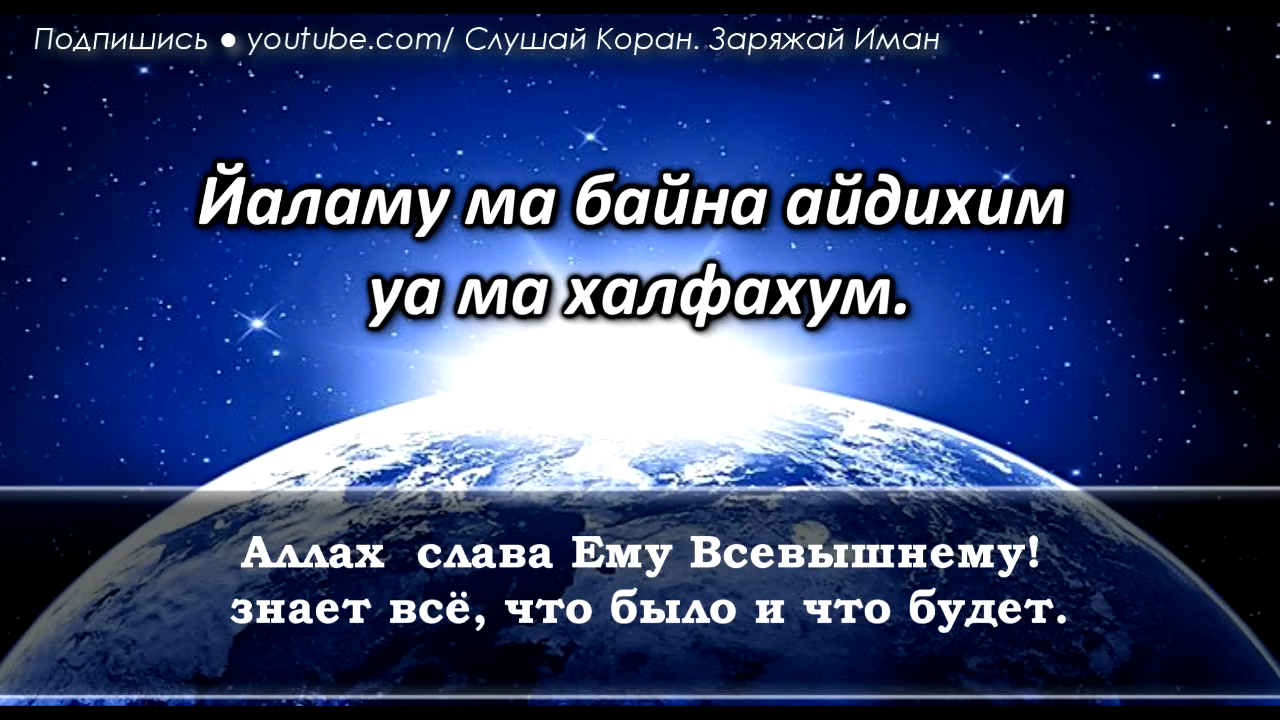 Подпишись ● youtube.com/ Слушай Коран. Заряжай Иман
Йаламу ма байна айдихим
уа ма халфахум.
Аллах слава Ему Всевышнему!
знает всё, что было и что будет.